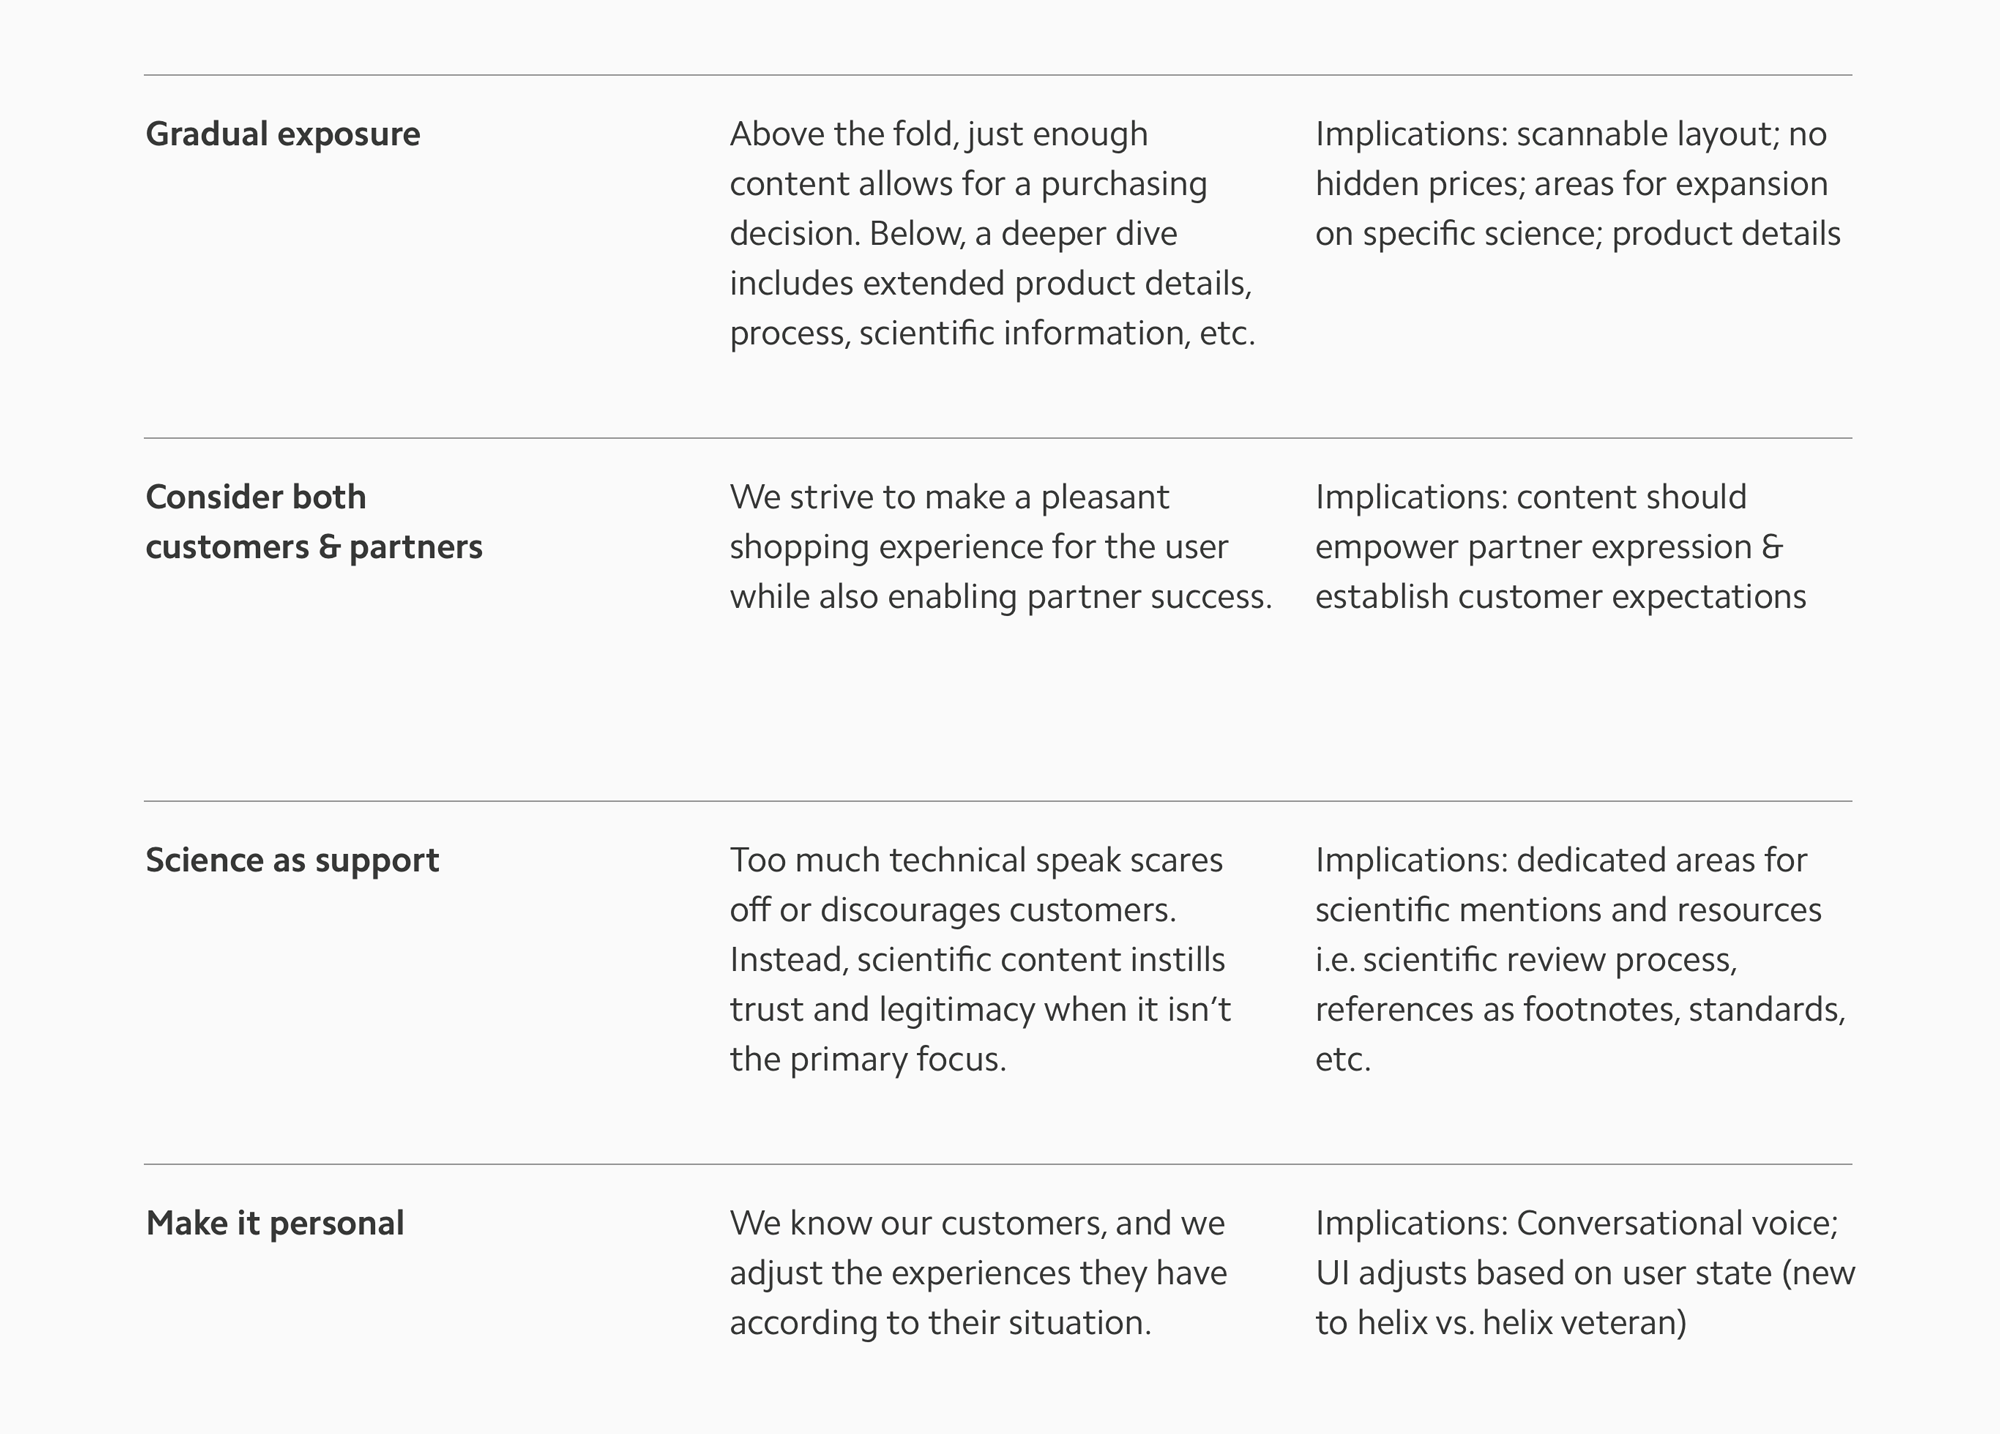 Gradual exposure
Above the fold, just enough
content allows for a purchasing
decision. Below, a deeper dive
includes extended product details,
process, scientific information, etc.
Implications: scannable layout; no
hidden prices; areas for expansion
on specific science; product details
Consider both
customers & partners
We strive to make a pleasant
shopping experience for the user
while also enabling partner success.
Implications: content should
empower partner expression &
establish customer expectations
Science as support
Too much technical speak scares
off or discourages customers.
Instead, scientific content instills
trust and legitimacy when it isn’t
the primary focus.
Implications: dedicated areas for
scientific mentions and resources
i.e. scientific review process,
references as footnotes, standards,
etc.
Make it personal
We know our customers, and we
adjust the experiences they have
according to their situation.
Implications: Conversational voice;
UI adjusts based on user state (new
to helix vs. helix veteran)